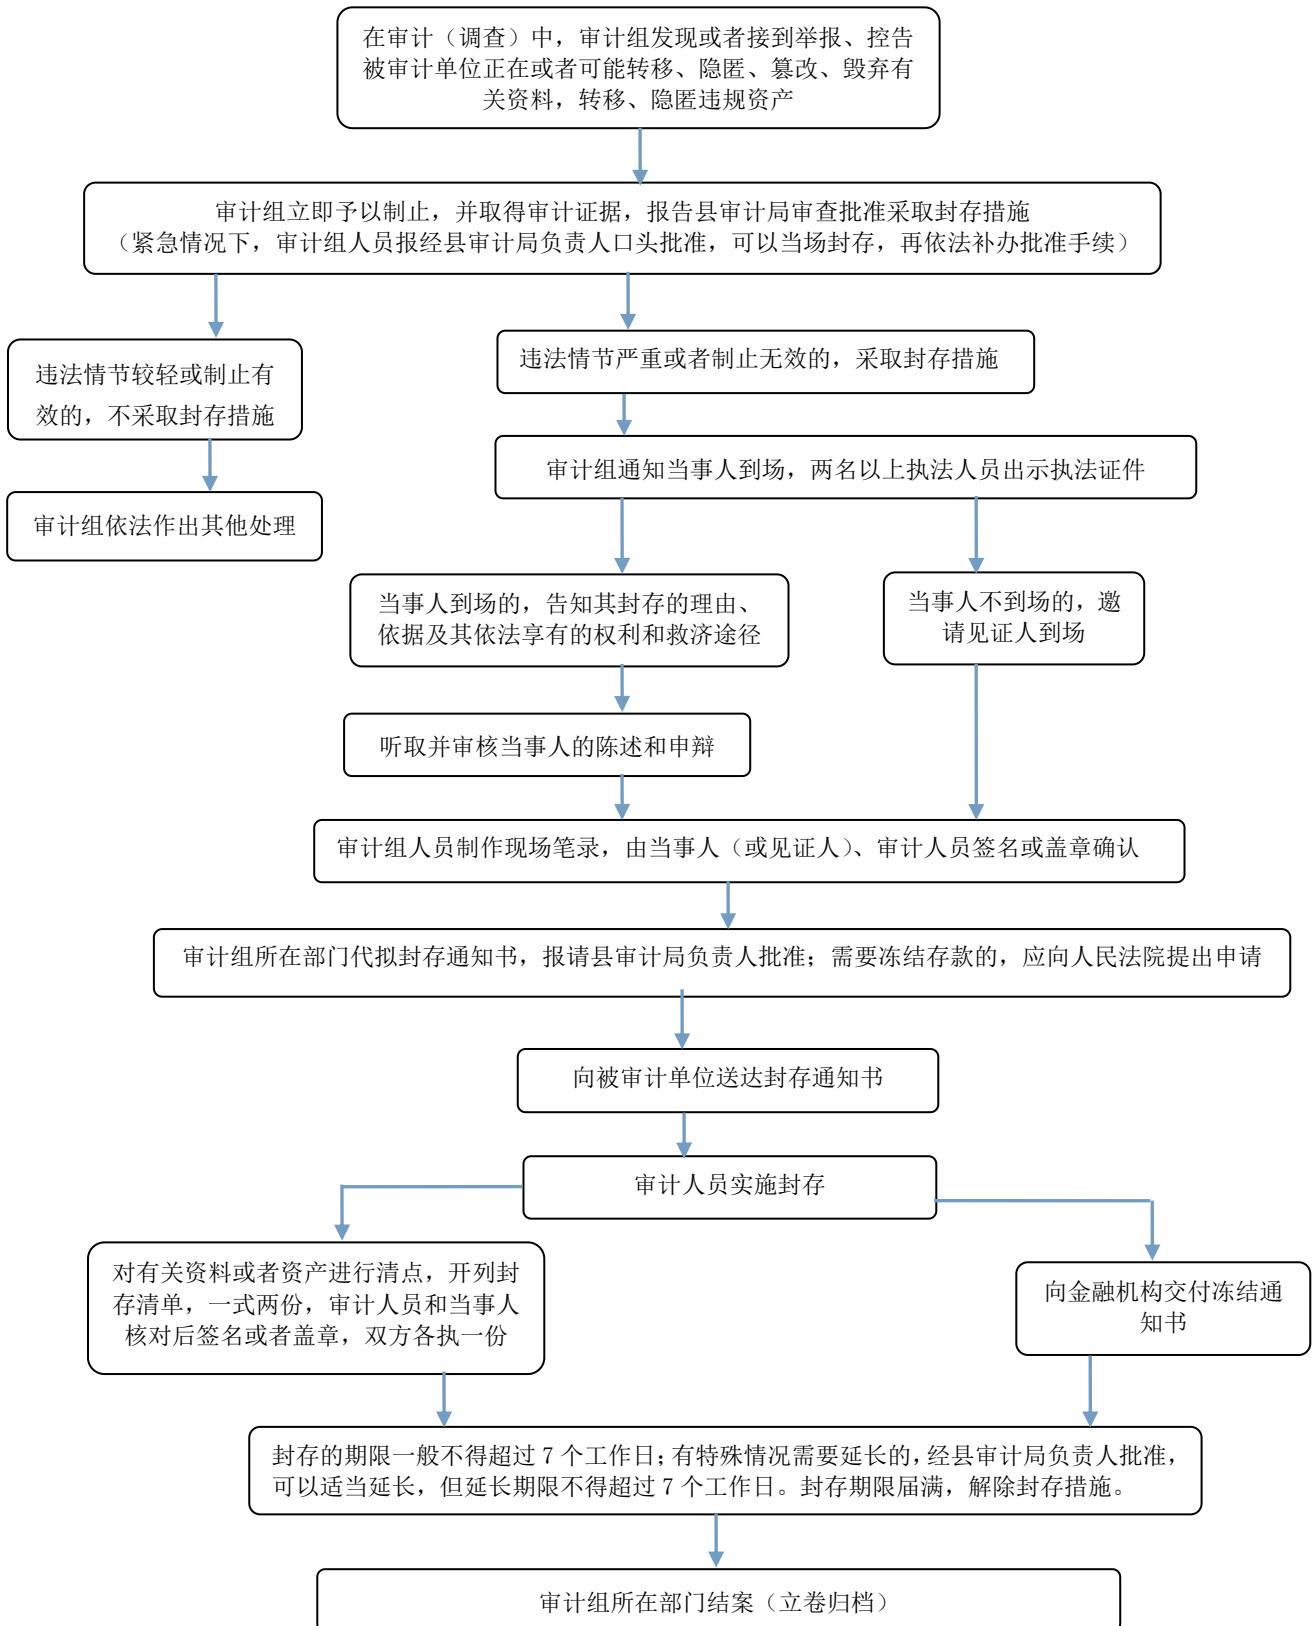 在审计（调查）中，审计组发现或者接到举报、控告
被审计单位正在或者可能转移、隐匿、篡改、毁弃有
关资料，转移、隐匿违规资产
审计组立即予以制止，并取得审计证据，报告县审计局审查批准采取封存措施
（紧急情况下，审计组人员报经县审计局负责人口头批准，可以当场封存，再依法补办批准手续）
违法情节较轻或制止有
效的，不采取封存措施
违法情节严重或者制止无效的，采取封存措施
审计组依法作出其他处理
审计组通知当事人到场，两名以上执法人员出示执法证件
当事人到场的，告知其封存的理由、
依据及其依法享有的权利和救济途径
当事人不到场的，邀
请见证人到场
听取并审核当事人的陈述和申辩
审计组人员制作现场笔录，由当事人（或见证人）、审计人员签名或盖章确认
审计组所在部门代拟封存通知书，报请县审计局负责人批准；需要冻结存款的，应向人民法院提出申请
向被审计单位送达封存通知书
审计人员实施封存
对有关资料或者资产进行清点，开列封
存清单，一式两份，审计人员和当事人
核对后签名或者盖章，双方各执一份
向金融机构交付冻结通
知书
封存的期限一般不得超过 7 个工作日；有特殊情况需要延长的，经县审计局负责人批准，
可以适当延长，但延长期限不得超过 7 个工作日。封存期限届满，解除封存措施。
审计组所在部门结案（立卷归档）